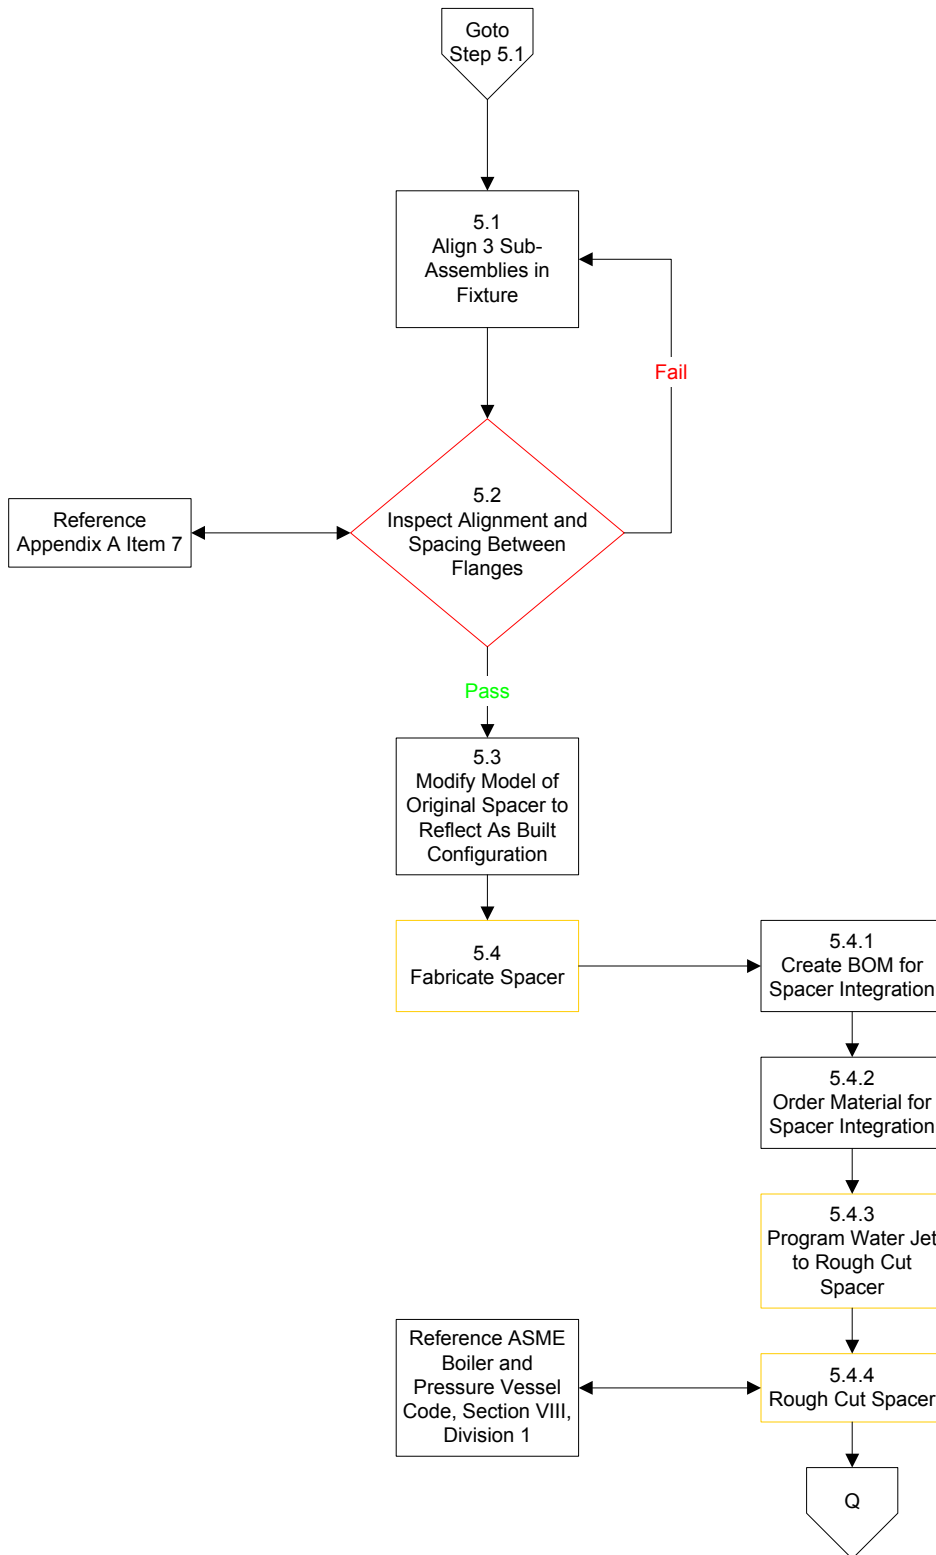 Goto
Step 5.1
5.1
Align 3 Sub-
Assemblies in
Fixture
Fail
5.2
Inspect Alignment and
Spacing Between
Flanges
Reference
Appendix A Item 7
Pass
5.3
Modify Model of
Original Spacer to
Reflect As Built
Configuration
5.4
Fabricate Spacer
5.4.1
Create BOM for
Spacer Integration
5.4.2
Order Material for
Spacer Integration
5.4.3
Program Water Jet
to Rough Cut
Spacer
Reference ASME
Boiler and
Pressure Vessel
Code, Section VIII,
Division 1
5.4.4
Rough Cut Spacer
Q